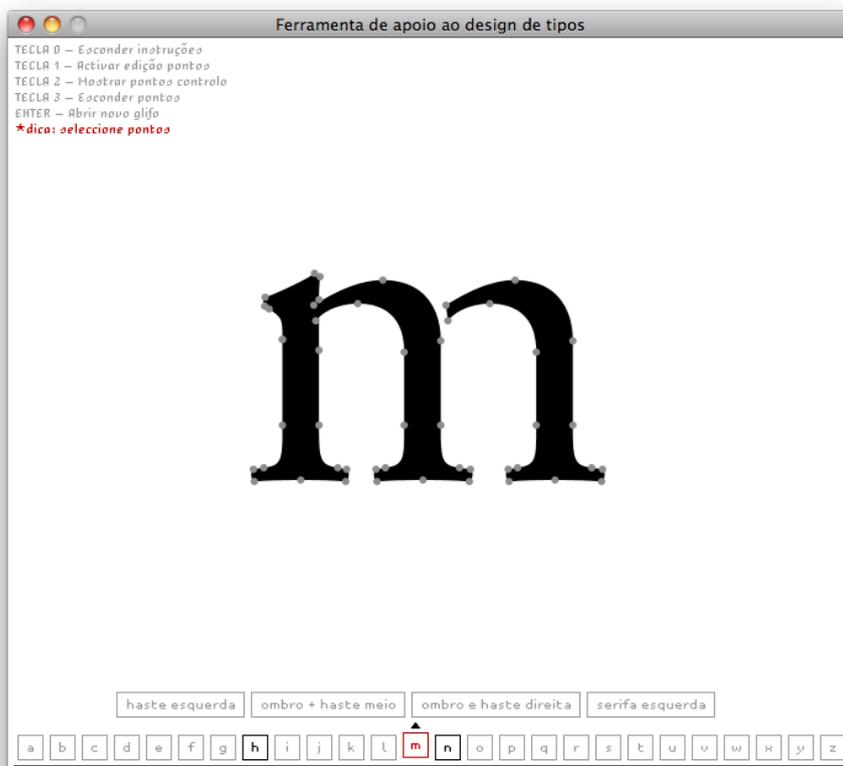 Ferramenta de apoio ao design de tipos
TECLA 0 – Esconder instruções
TECLA 1 – Activar edição pontos
TECLA 2 – Mostrar pontos controlo
TECLA 3 – Esconder pontos
ENTER – Abrir novo glifo
*dica: seleccione pontos
m
haste esquerda ombro + haste meio ombro e haste direita serifa esquerda
a b c d e f g h i j k l m n o p q r s t u v w x y z